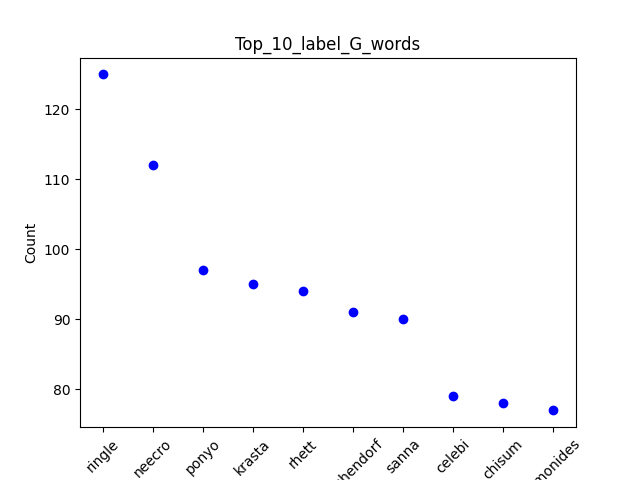 Top_10_label_G_words
120
110
100
90
80
Count
ringle
neecro
ponyo
krasta
rhett
hendorf
sanna
celebi
chisum
monides